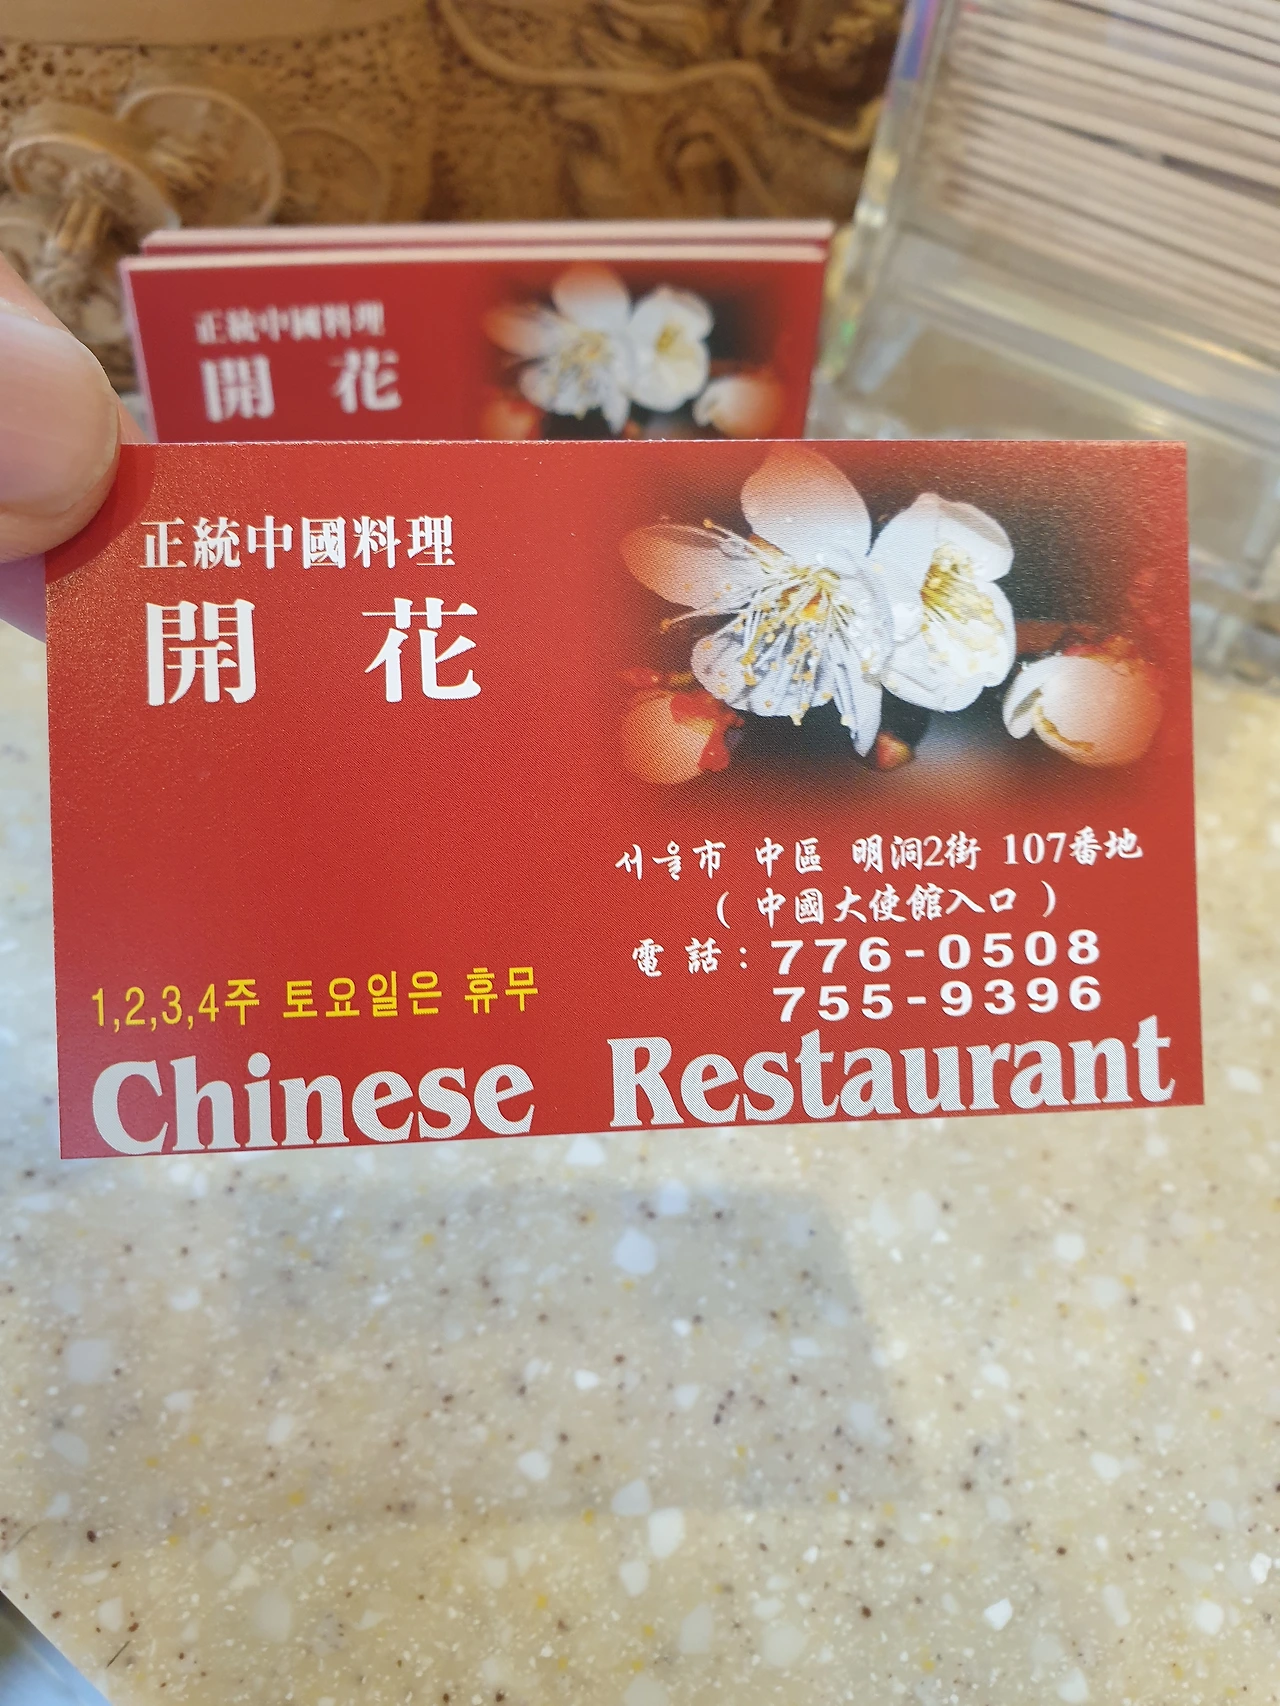 正統中國料理
開 花
正統中國料理
開 花
서울市 中區 明洞2街 107番地
( 中國大使館入口 )
電 話 : 776-0508
755-9396
1,2,3,4주 토요일은 휴무
Chinese Restaurant